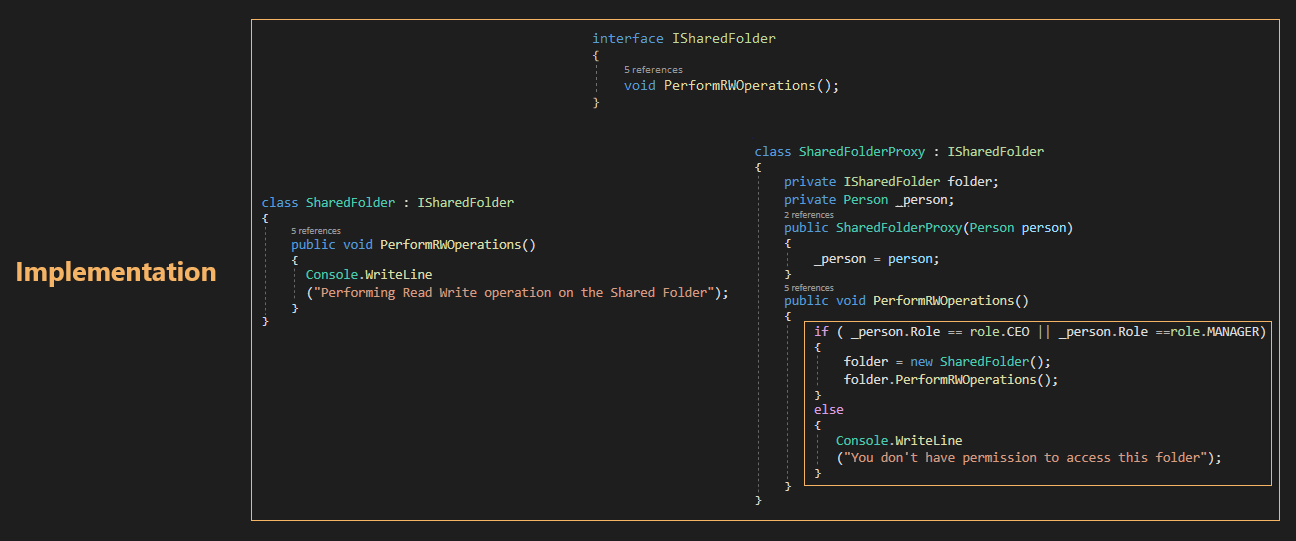 Implementation
interface ISharedFolder
{
5 references
void PerformRWOperations();
}
class SharedFolder : ISharedFolder
{
5 references
public void PerformRWOperations()
{
Console.WriteLine
("Performing Read Write operation on the Shared Folder");
}
}
class SharedFolderProxy : ISharedFolder
{
private ISharedFolder folder;
private Person _person;
2 references
public SharedFolderProxy(Person person)
{
_person = person;
}
5 references
public void PerformRWOperations()
{
if ( _person.Role == role.CEO || _person.Role ==role.MANAGER)
{
folder = new SharedFolder();
folder.PerformRWOperations();
}
else
{
Console.WriteLine
("You don't have permission to access this folder");
}
}
}